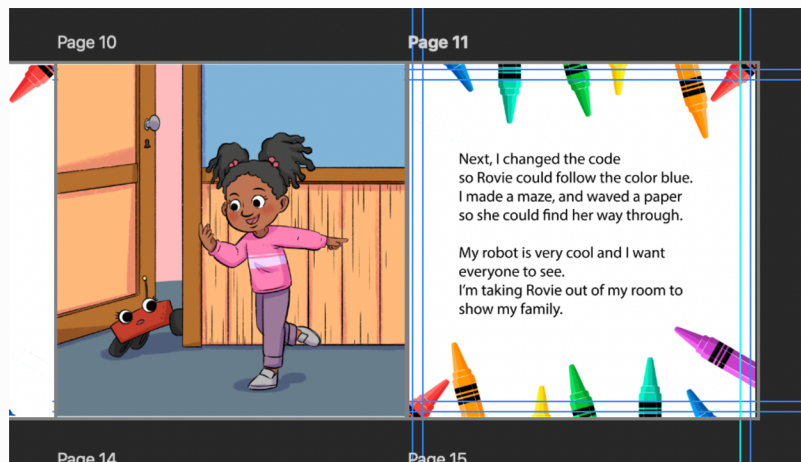 Page 10
Page 11
Next, I changed the code
so Rovie could follow the color blue.
I made a maze, and waved a paper
so she could find her way through.
My robot is very cool and I want
everyone to see.
I'm taking Rovie out of my room to
show my family.
Page 14
Page 15